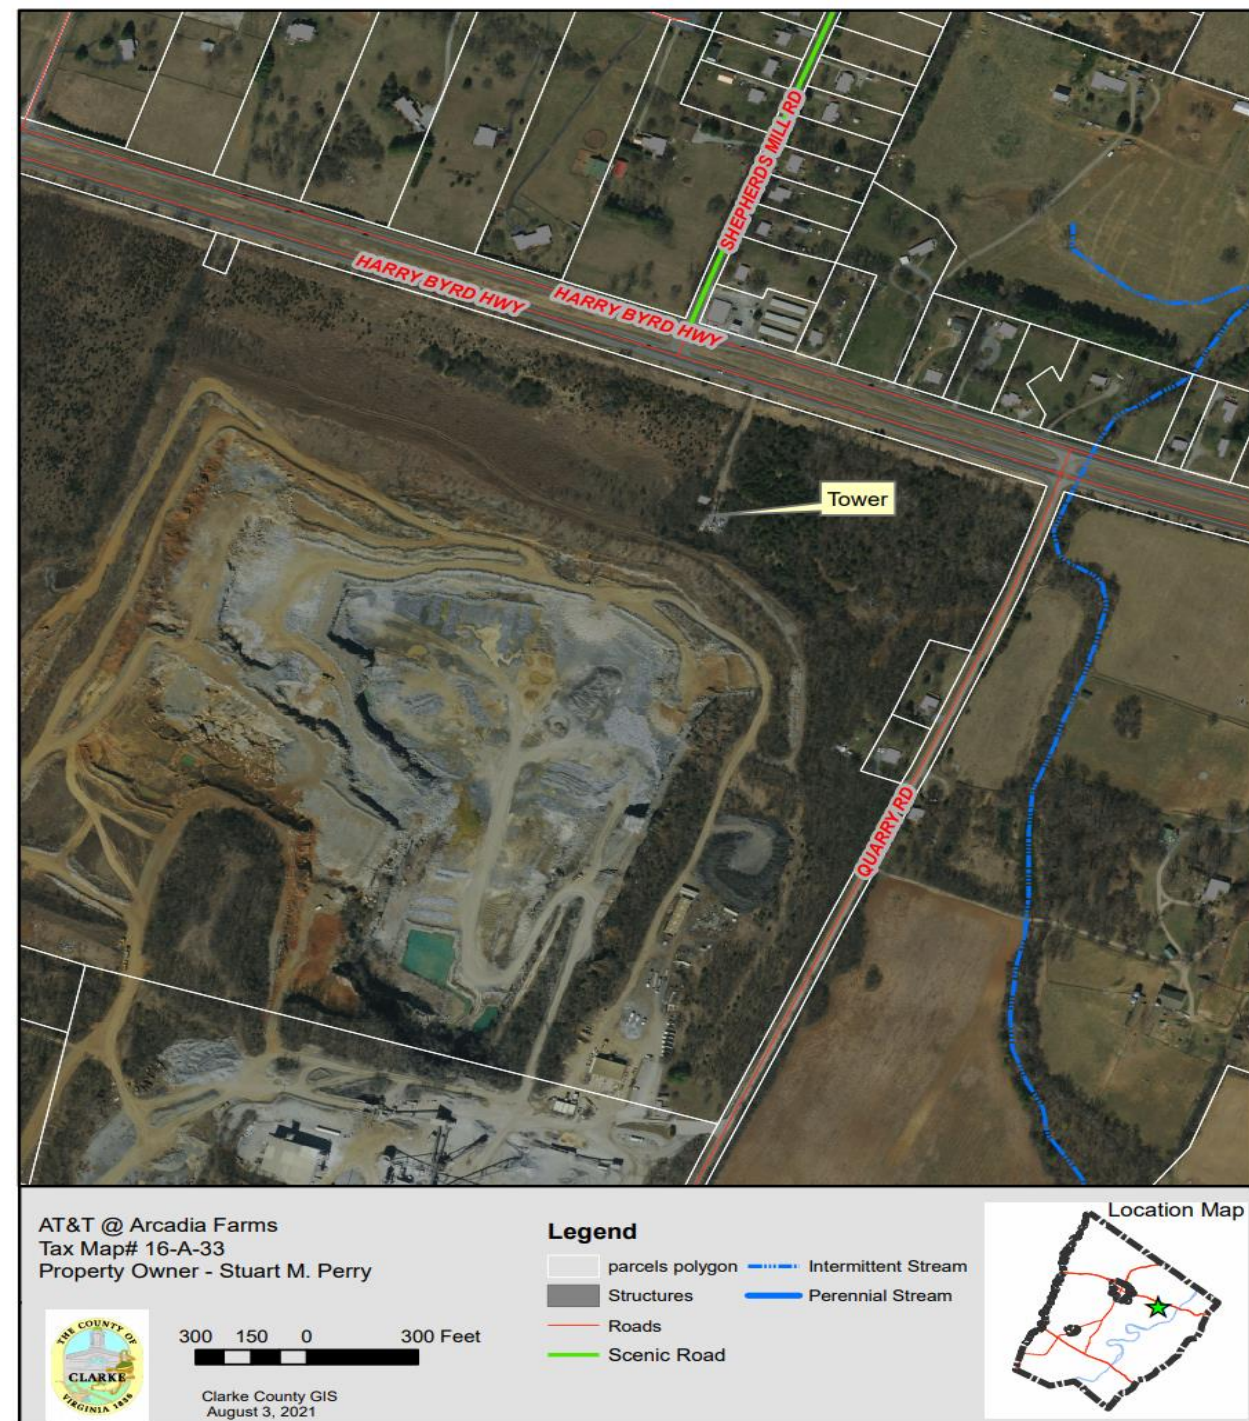 SHEPHERDS MILL RD
HARRY BYRD HWY
HARRY BYRD HWY
Tower
QUARRY RD
AT&T @ Arcadia Farms
Tax Map# 16-A-33
Property Owner - Stuart M. Perry
THE COUNTY OF
CLARKE
VIRGINIA 1836
300 150 0 300 Feet
Clarke County GIS
August 3, 2021
Legend
parcels polygon
Structures
Roads
Scenic Road
Intermittent Stream
Perennial Stream
Location Map